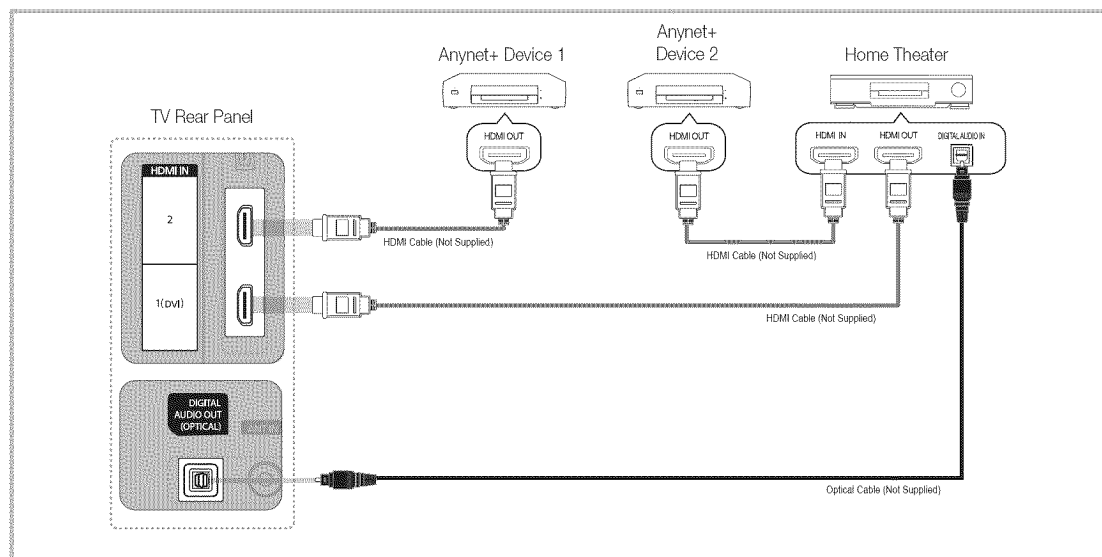 Anynet+ Device 1
Anynet+
Device 2
Home Theater
TV Rear Panel
HDMI OUT
HDMI OUT
HDMI IN
HDMI OUT
DIGITAL AUDIO IN
HDMI IN
2
1(DVI)
HDMI Cable (Not Supplied)
HDMI Cable (Not Supplied)
HDMI Cable (Not Supplied)
DIGITAL
AUDIO OUT
(OPTICAL)
Optical Cable (Not Supplied)